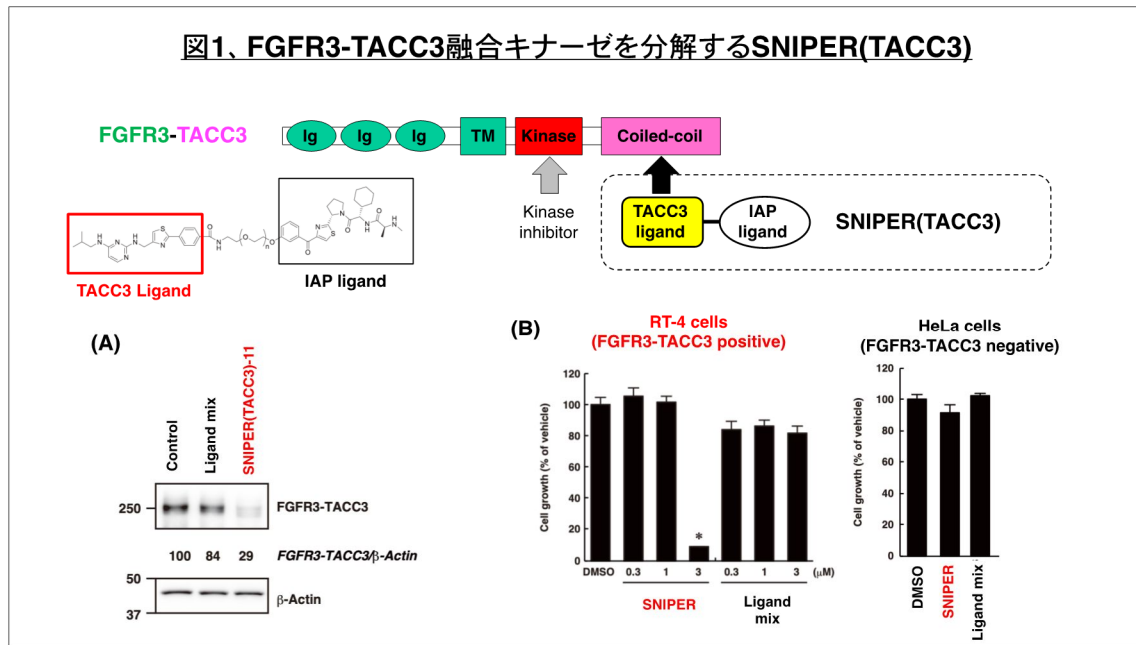 図1、FGFR3-TACC3融合キナーゼを分解するSNIPER(TACC3)
FGFR3-TACC3
Ig
Ig
Ig
TM
Kinase
Coiled-coil
Kinase
inhibitor
TACC3
ligand
IAP
ligand
SNIPER(TACC3)
TACC3 Ligand
IAP ligand
(A)
Control
Ligand mix
SNIPER(TACC3)-11
250
FGFR3-TACC3
100 84 29 FGFR3-TACC3/β-Actin
50
37
β-Actin
(B)
RT-4 cells
(FGFR3-TACC3 positive)
Cell growth (% of vehicle)
120
100
80
60
40
20
0
*
DMSO 0.3 1 3 0.3 1 3 (μM)
SNIPER
Ligand
mix
HeLa cells
(FGFR3-TACC3 negative)
Cell growth (% of vehicle)
120
100
80
60
40
20
0
DMSO
SNIPER
Ligand mix